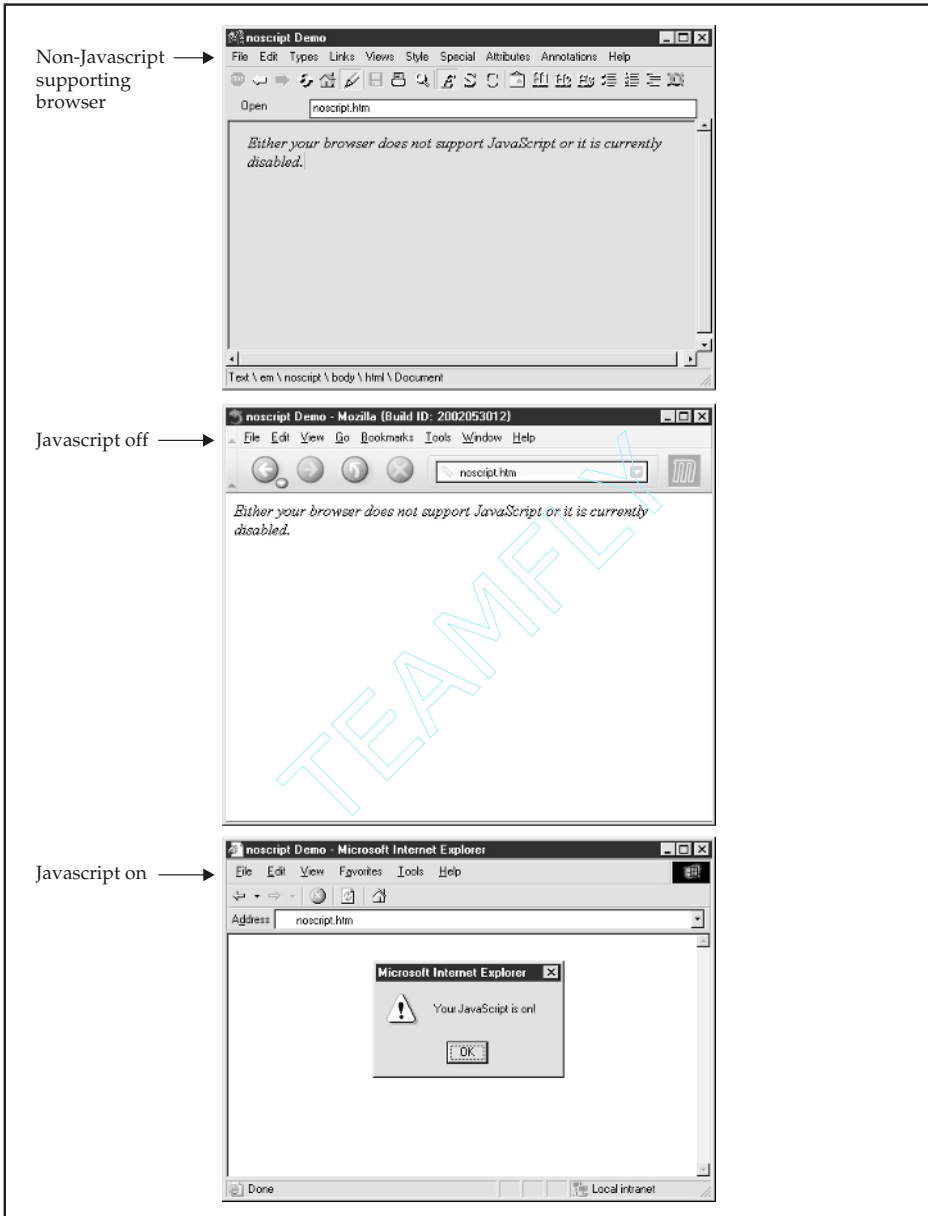 Non-Javascript
supporting
browser
noscript Demo
File Edit Types Links Views Style Special Attributes Annotations Help
Open noscript.htm
Either your browser does not support JavaScript or it is currently
disabled.
Text \ em \ noscript \ body \ html \ Document
Javascript off
noscript Demo - Mozilla {Build ID: 2002053012}
File Edit View Go Bookmarks Tools Window Help
noscript.htm
Either your browser does not support JavaScript or it is currently
disabled.
TEAMFLY
Javascript on
noscript Demo - Microsoft Internet Explorer
File Edit View Favorites Tools Help
Address noscript.htm
Microsoft Internet Explorer
Your JavaScript is on!
OK
Done Local intranet